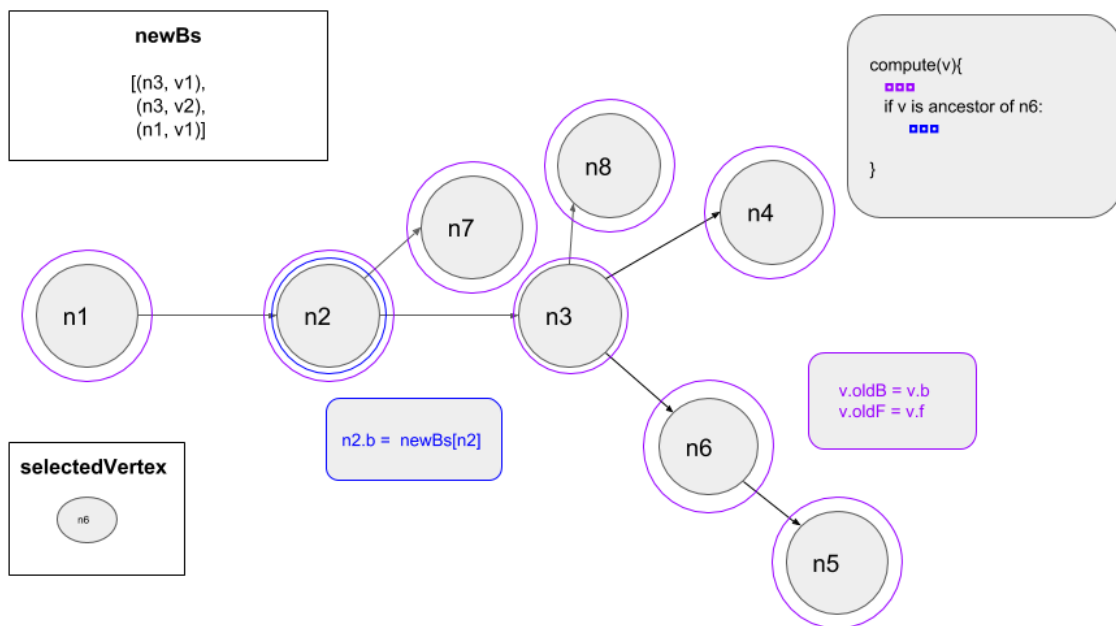 newBs
[(n3, v1),
(n3, v2),
(n1, v1)]
compute(v){
if v is ancestor of n6:
}
n8
n4
n7
n1
n2
n3
v.oldB = v.b
v.oldF = v.f
n2.b = newBs[n2]
n6
selectedVertex
n6
n5